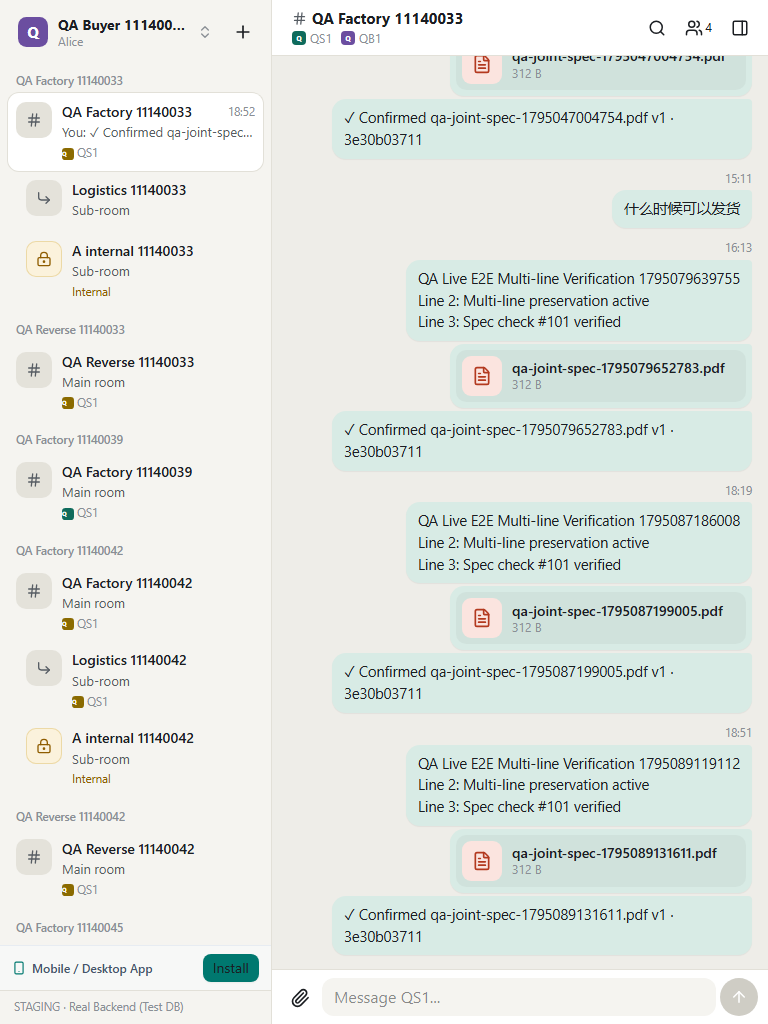 Q
QA Buyer 111400...
Alice
QA Factory 11140033
QA Factory 11140033
18:52
You: ✓ Confirmed qa-joint-spec...
QS1
Logistics 11140033
Sub-room
A internal 11140033
Sub-room
Internal
QA Reverse 11140033
QA Reverse 11140033
Main room
QS1
QA Factory 11140039
QA Factory 11140039
Main room
QS1
QA Factory 11140042
QA Factory 11140042
Main room
QS1
Logistics 11140042
Sub-room
QS1
A internal 11140042
Sub-room
Internal
QA Reverse 11140042
QA Reverse 11140042
Main room
QS1
QA Factory 11140045
Mobile / Desktop App
Install
STAGING · Real Backend (Test DB)
# QA Factory 11140033
QS1 QB1
4
qa-joint-spec-1795047004754.pdf
312 B
✓ Confirmed qa-joint-spec-1795047004754.pdf v1 ·
3e30b03711
15:11
什么时候可以发货
16:13
QA Live E2E Multi-line Verification 1795079639755
Line 2: Multi-line preservation active
Line 3: Spec check #101 verified
qa-joint-spec-1795079652783.pdf
312 B
✓ Confirmed qa-joint-spec-1795079652783.pdf v1 ·
3e30b03711
18:19
QA Live E2E Multi-line Verification 1795087186008
Line 2: Multi-line preservation active
Line 3: Spec check #101 verified
qa-joint-spec-1795087199005.pdf
312 B
✓ Confirmed qa-joint-spec-1795087199005.pdf v1 ·
3e30b03711
18:51
QA Live E2E Multi-line Verification 1795089119112
Line 2: Multi-line preservation active
Line 3: Spec check #101 verified
qa-joint-spec-1795089131611.pdf
312 B
✓ Confirmed qa-joint-spec-1795089131611.pdf v1 ·
3e30b03711
Message QS1...